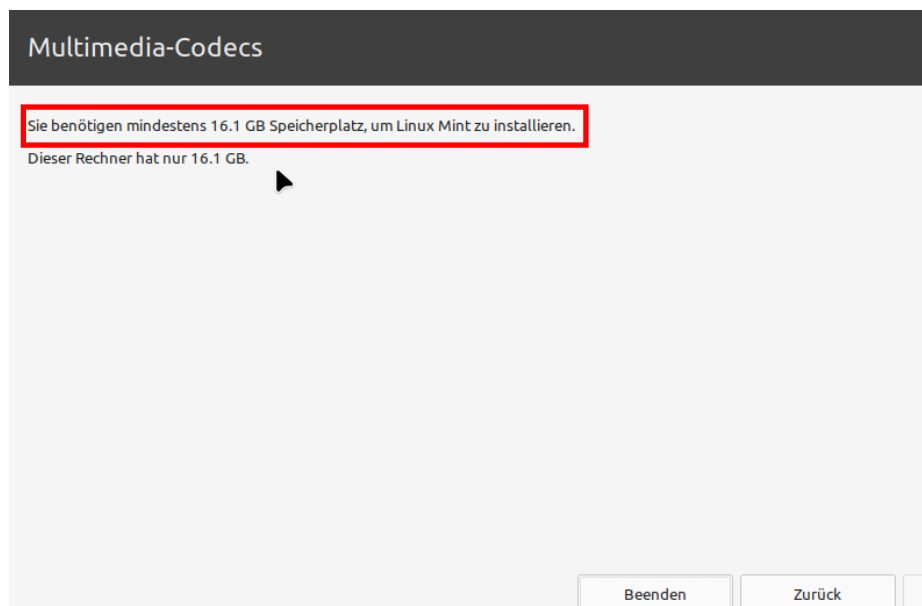 Multimedia-Codecs
Sie benötigen mindestens 16.1 GB Speicherplatz, um Linux Mint zu installieren.
Dieser Rechner hat nur 16.1 GB.
Beenden
Zurück